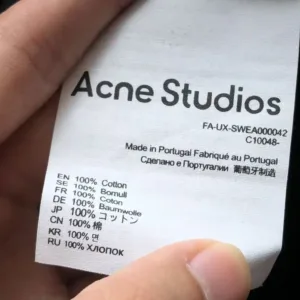 Acne Studios
FA-UX-SWEA000042
C10048-
Made in Portugal Fabriqué au Portugal
Сделано в Португалии 葡萄牙制造
EN 100% Cotton
SE 100% Bomull
FR 100% Coton
DE 100% Baumwolle
JP 100% コットン
CN 100% 棉
KR 100% 면
RU 100% ХЛОПОК